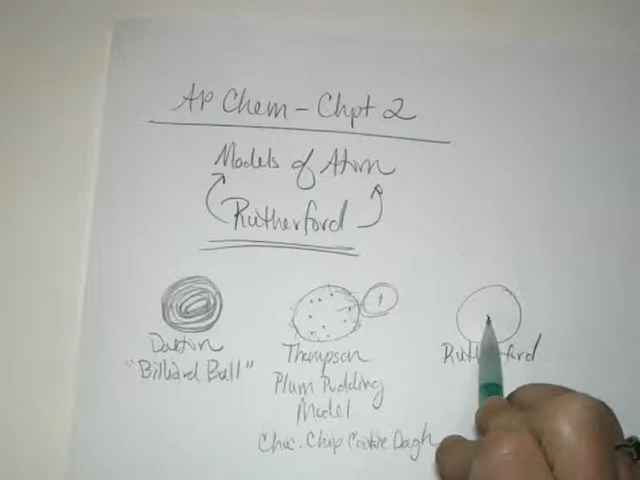 AP Chem - Chpt 2
Models of Atom
Rutherford
Dalton
"Billiard Ball"
Thompson
Plum Pudding
Model
Choc. Chip Cookie Dough
Rutherford